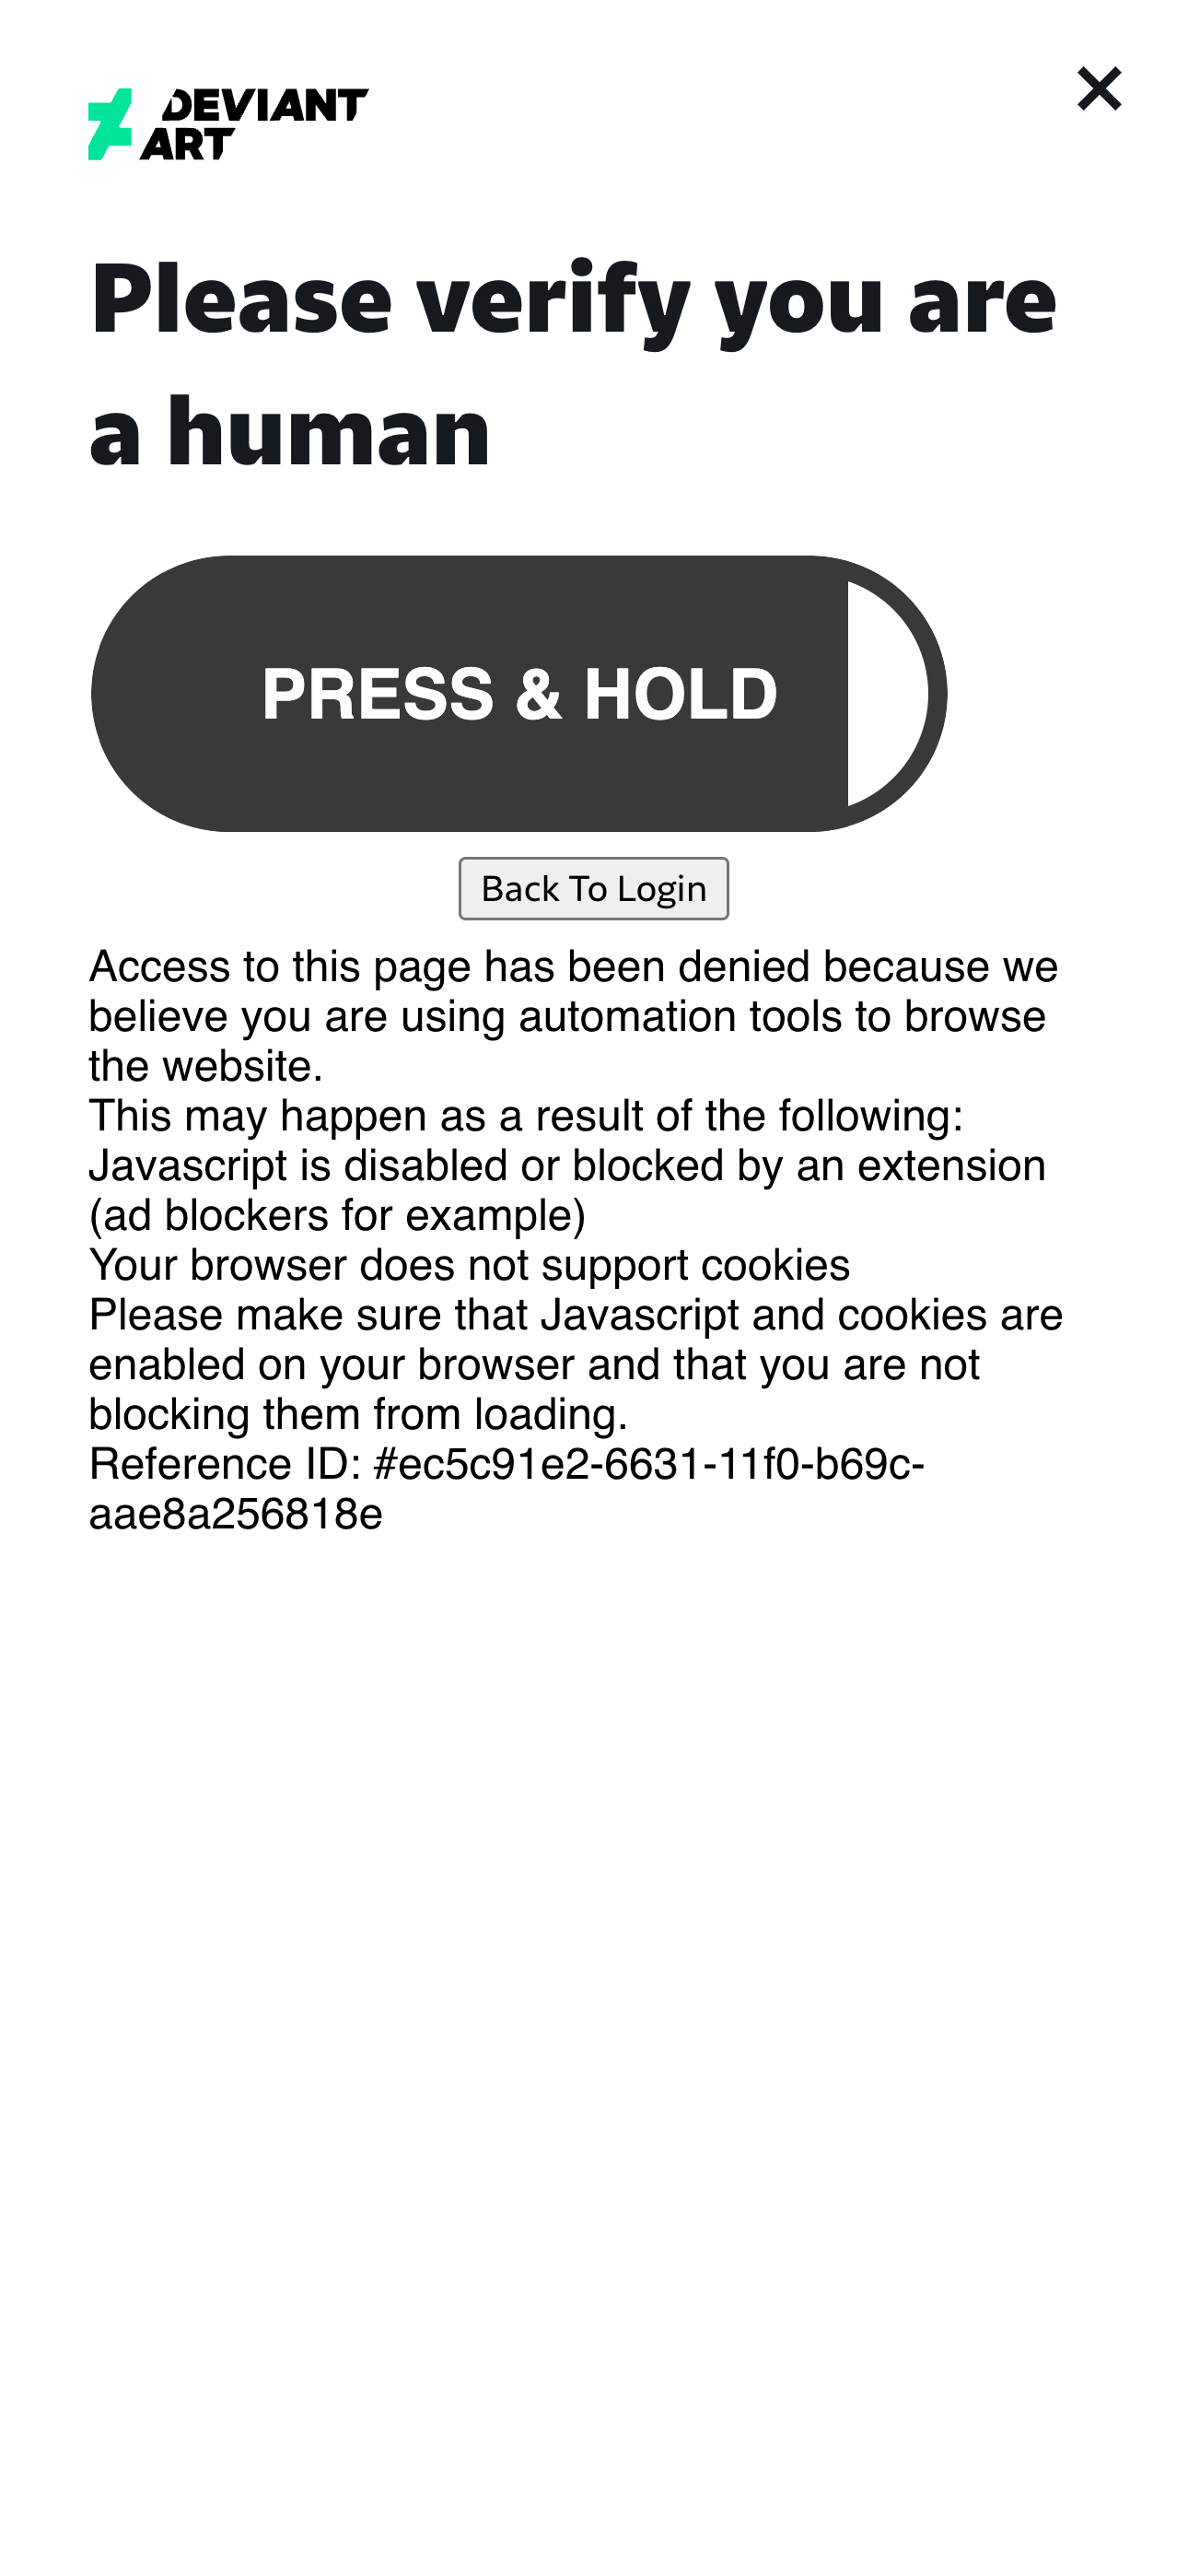 DEVIANT
ART
Please verify you are
a human
PRESS & HOLD
Back To Login
Access to this page has been denied because we
believe you are using automation tools to browse
the website.
This may happen as a result of the following:
Javascript is disabled or blocked by an extension
(ad blockers for example)
Your browser does not support cookies
Please make sure that Javascript and cookies are
enabled on your browser and that you are not
blocking them from loading.
Reference ID: #ec5c91e2-6631-11f0-b69c-
aae8a256818e